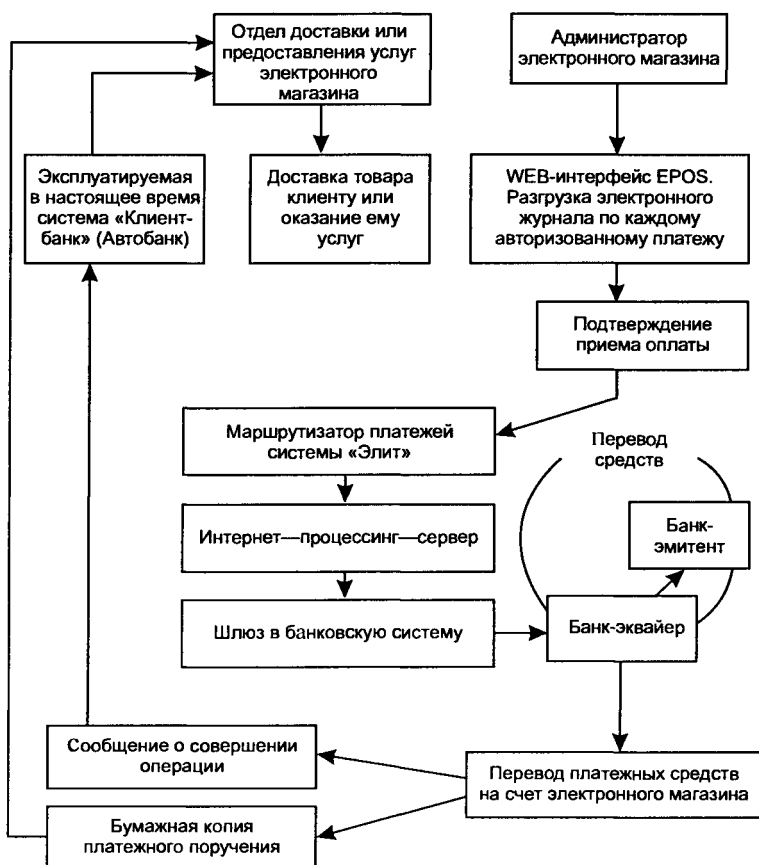 Отдел доставки или
предоставления услуг
электронного
магазина
Администратор
электронного магазина
Эксплуатируемая
в настоящее время
система «Клиент-
банк» (Автобанк)
Доставка товара
клиенту или
оказание ему
услуг
WEB-интерфейс EPOS.
Разгрузка электронного
журнала по каждому
авторизованному платежу
Подтверждение
приема оплаты
Маршрутизатор платежей
системы «Элит»
Перевод
средств
Интернет—процессинг—сервер
Банк-
эмитент
Шлюз в банковскую систему
Банк-эквайер
Сообщение о совершении
операции
Перевод платежных средств
на счет электронного магазина
Бумажная копия
платежного поручения